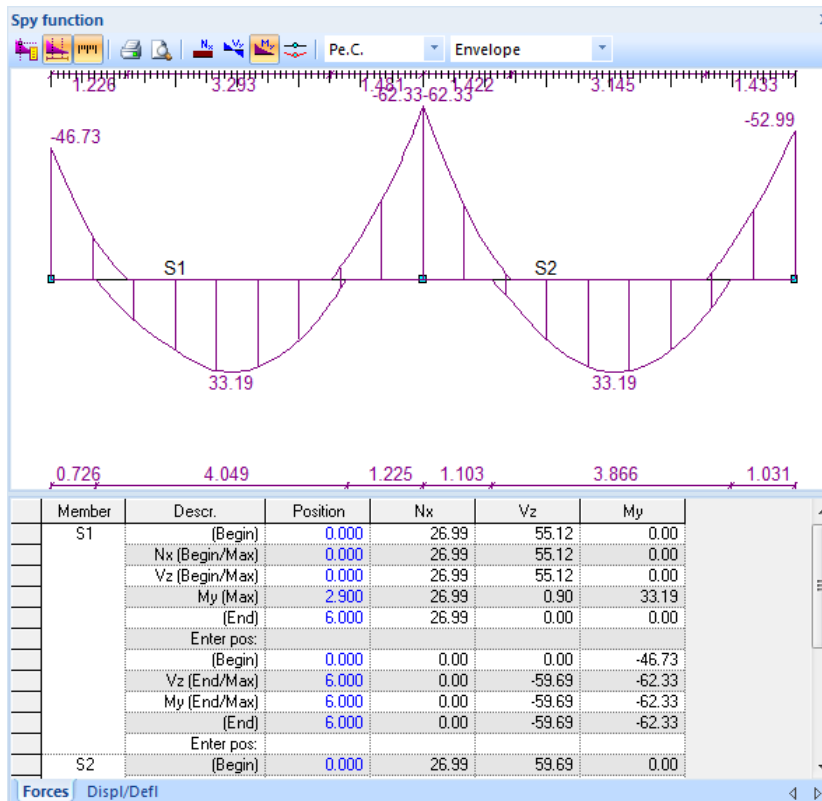 Spy function
Nx Vz My Pe.C. Envelope
1.226 3.293 1.481 1.422 3.145 1.433
-62.33-62.33
-46.73 -52.99
S1 S2
33.19 33.19
0.726 4.049 1.225 1.103 3.866 1.031
Member Descr. Position Nx Vz My
S1 (Begin) 0.000 26.99 55.12 0.00
Nx (Begin/Max) 0.000 26.99 55.12 0.00
Vz (Begin/Max) 0.000 26.99 55.12 0.00
My (Max) 2.900 26.99 0.90 33.19
(End) 6.000 26.99 0.00 0.00
Enter pos:
(Begin) 0.000 0.00 0.00 -46.73
Vz (End/Max) 6.000 0.00 -59.69 -62.33
My (End/Max) 6.000 0.00 -59.69 -62.33
(End) 6.000 0.00 -59.69 -62.33
Enter pos:
S2 (Begin) 0.000 26.99 59.69 0.00
Forces Displ/Defl